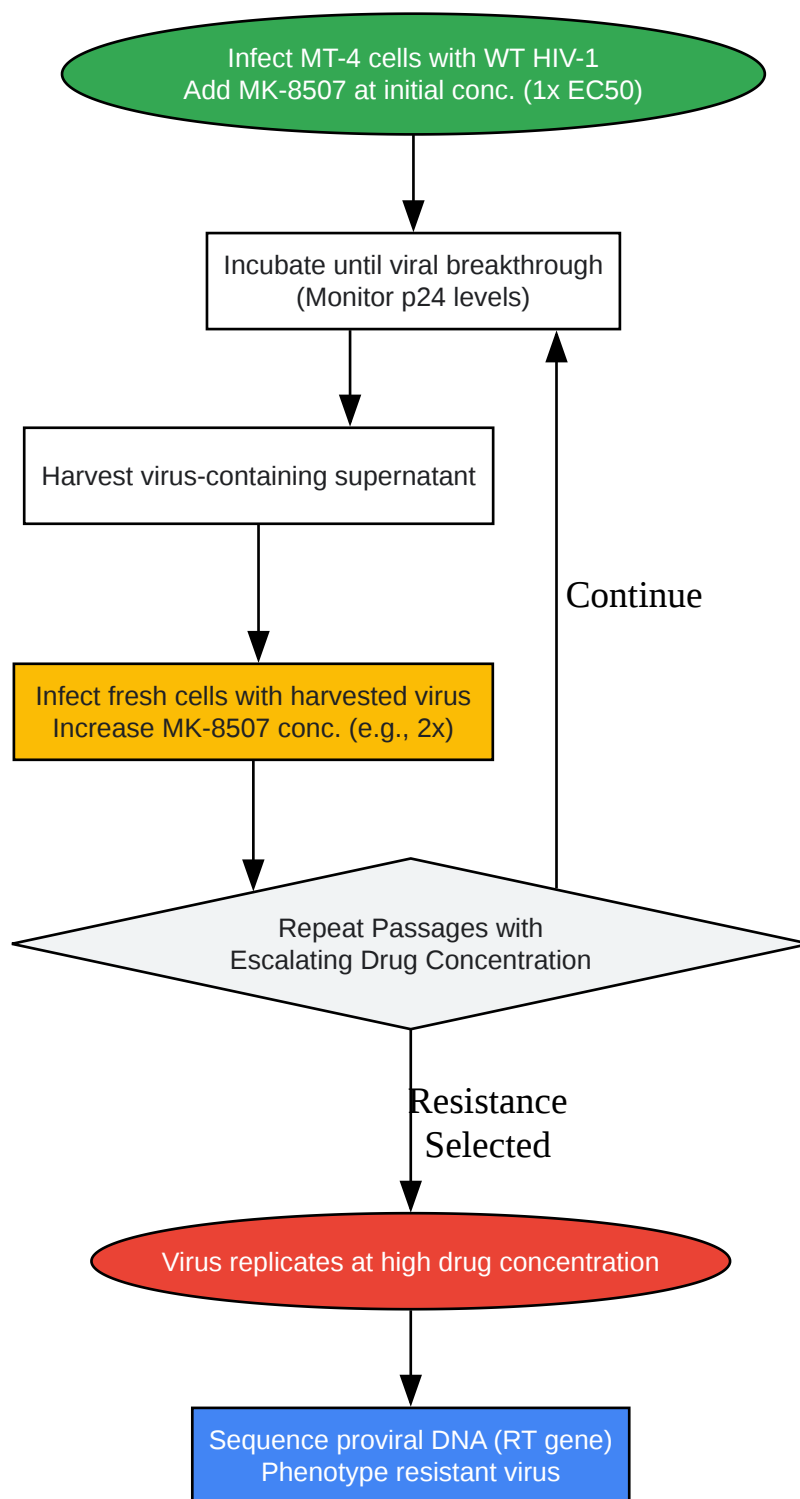 Infect MT-4 cells with WT HIV-1
Add MK-8507 at initial conc. (1x EC50)
Incubate until viral breakthrough
(Monitor p24 levels)
Harvest virus-containing supernatant
Continue
Infect fresh cells with harvested virus
Increase MK-8507 conc. (e.g., 2x)
Repeat Passages with
Escalating Drug Concentration
Resistance
Selected
Virus replicates at high drug concentration
Sequence proviral DNA (RT gene)
Phenotype resistant virus